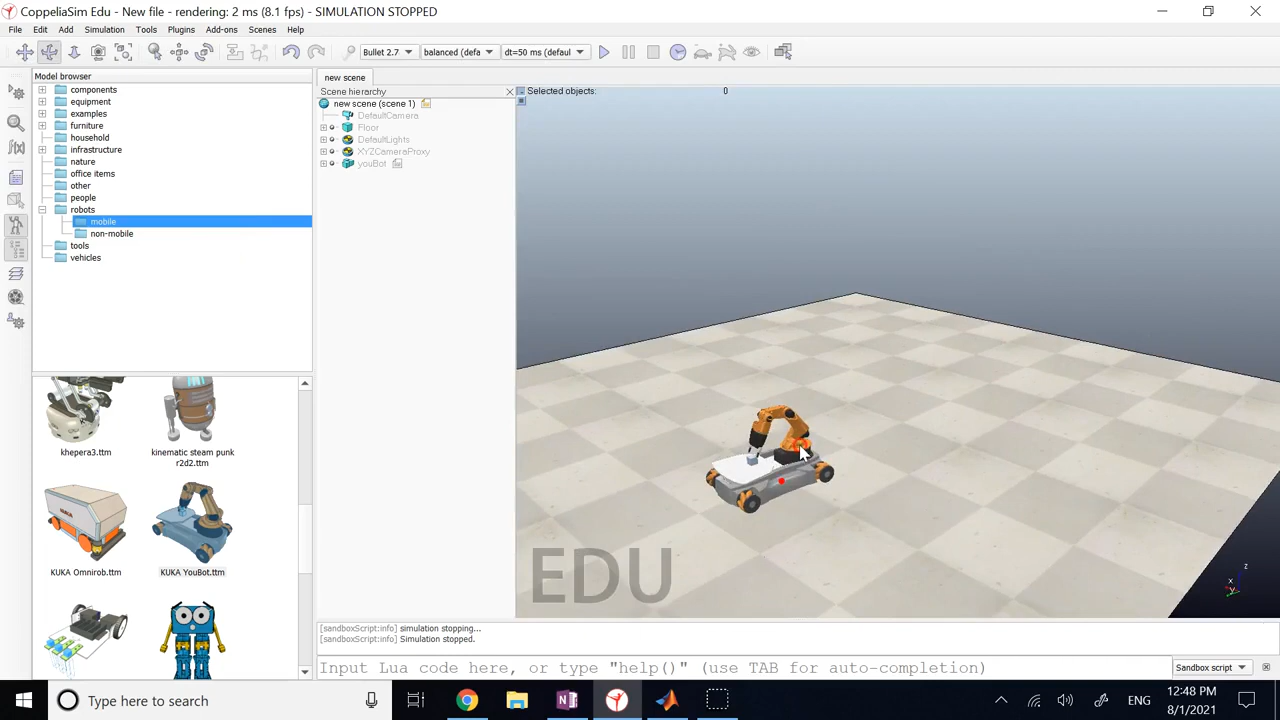 CoppeliaSim Edu - New file - rendering: 2 ms (8.1 fps) - SIMULATION STOPPED
File Edit Add Simulation Tools Plugins Add-ons Scenes Help
Bullet 2.7 balanced (defa dt=50 ms (defaul
Model browser
components
equipment
examples
furniture
household
infrastructure
nature
office items
other
people
robots
mobile
non-mobile
tools
vehicles
khepera3.ttm
kinematic steam punk
r2d2.ttm
KUKA Omnirob.ttm
KUKA YouBot.ttm
new scene
Scene hierarchy
new scene (scene 1)
DefaultCamera
Floor
DefaultLights
XYZCameraProxy
youBot
Selected objects: 0
EDU
x
z
[sandboxScript:info] simulation stopping...
[sandboxScript:info] Simulation stopped.
Input Lua code here, or type "help()" (use TAB for auto-completion)
Sandbox script
Type here to search
ENG
12:48 PM
8/1/2021